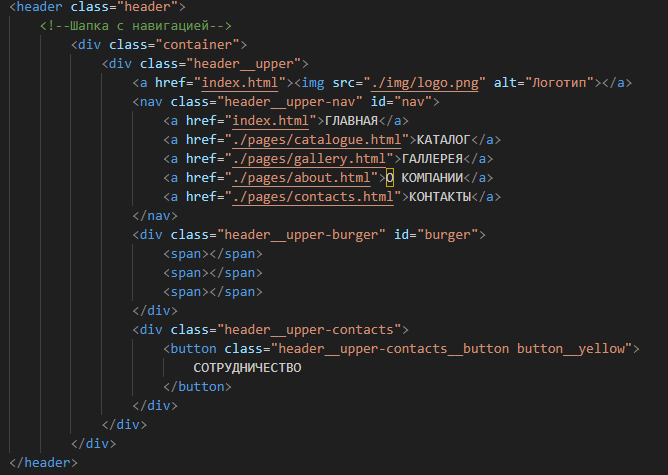 <header class="header">
<!--Шапка с навигацией-->
<div class="container">
<div class="header__upper">
<a href="index.html"><img src="./img/logo.png" alt="Логотип"></a>
<nav class="header__upper-nav" id="nav">
<a href="index.html">ГЛАВНАЯ</a>
<a href="./pages/catalogue.html">КАТАЛОГ</a>
<a href="./pages/gallery.html">ГАЛЛЕРЕЯ</a>
<a href="./pages/about.html">О КОМПАНИИ</a>
<a href="./pages/contacts.html">КОНТАКТЫ</a>
</nav>
<div class="header__upper-burger" id="burger">
<span></span>
<span></span>
<span></span>
</div>
<div class="header__upper-contacts">
<button class="header__upper-contacts__button button__yellow">
СОТРУДНИЧЕСТВО
</button>
</div>
</div>
</div>
</header>